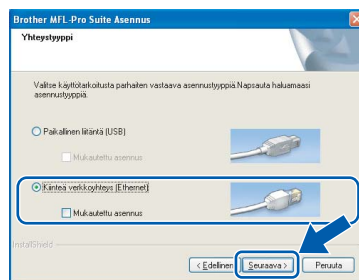 Brother MFL-Pro Suite Asennus
Yhteystyyppi
Valitse käyttötarkoitusta parhaiten vastaava asennustyyppiä.Napsauta haluamaasi
asennustyyppiä.
Paikallinen liitäntä (USB)
Mukautettu asennus
Kiinteä verkkoyhteys (Ethernet)
Mukautettu asennus
InstallShield
< Edellinen
Seuraava >
Peruuta